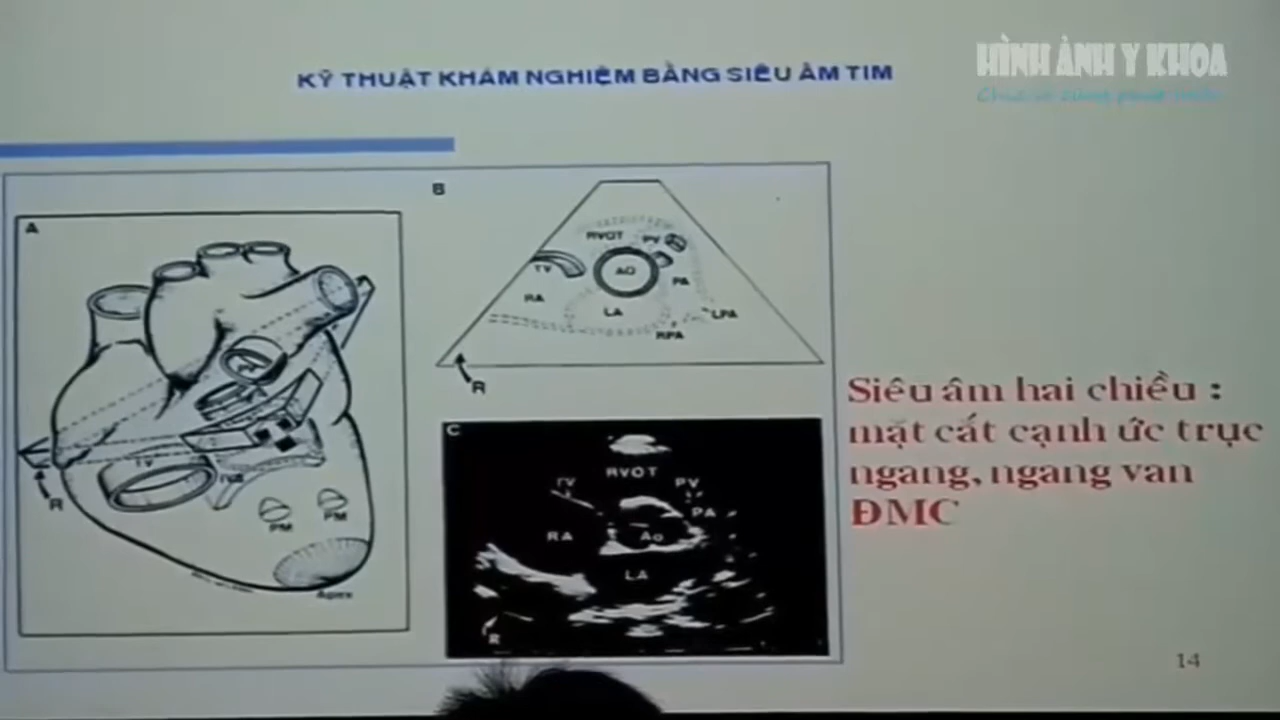 HÌNH ẢNH Y KHOA
KỸ THUẬT KHÁM NGHIỆM BẰNG SIÊU ÂM TIM
A
TV
PM
PM
Apex
R
B
RVOT
PV
TV
AO
RA
PA
LA
LPA
RPA
R
C
RVOT
TV
PV
PA
RA
Ao
LA
R
Siêu âm hai chiều :
mặt cắt cạnh ức trục
ngang, ngang van
ĐMC
14